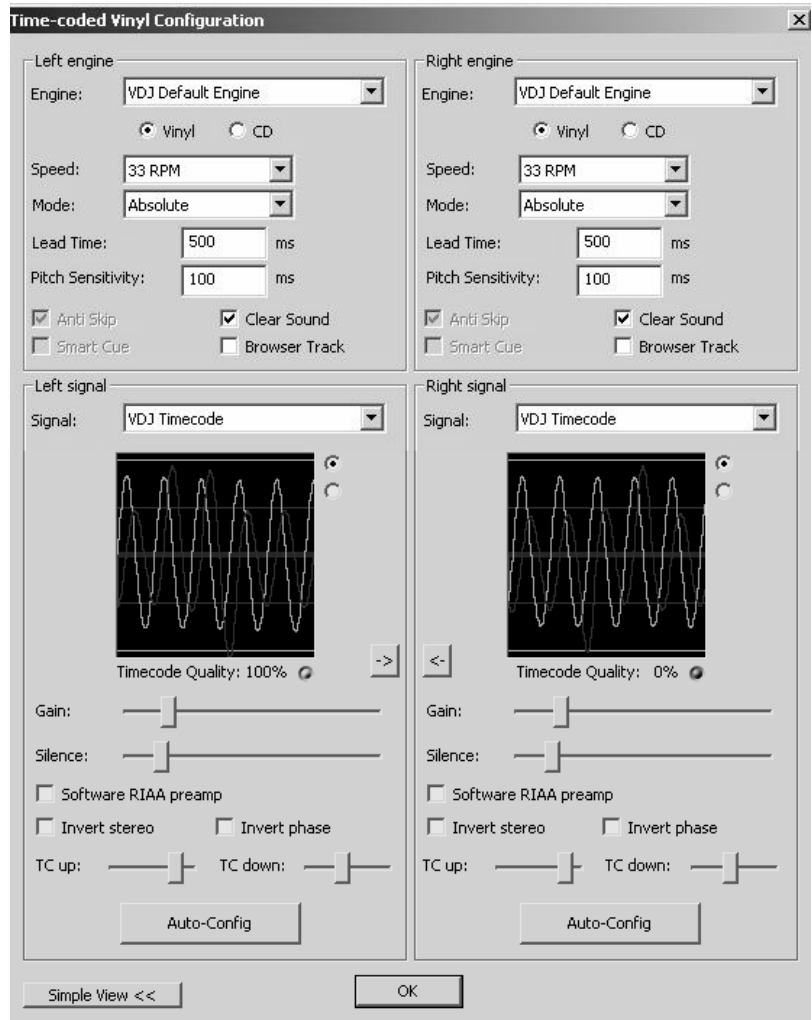 Time-coded Vinyl Configuration
Left engine
Engine: VDJ Default Engine
Vinyl CD
Speed: 33 RPM
Mode: Absolute
Lead Time: 500 ms
Pitch Sensitivity: 100 ms
Anti Skip Clear Sound
Smart Cue Browser Track
Right engine
Engine: VDJ Default Engine
Vinyl CD
Speed: 33 RPM
Mode: Absolute
Lead Time: 500 ms
Pitch Sensitivity: 100 ms
Anti Skip Clear Sound
Smart Cue Browser Track
Left signal
Signal: VDJ Timecode
Timecode Quality: 100% ->
Gain:
Silence:
Software RIAA preamp
Invert stereo Invert phase
TC up: TC down:
Auto-Config
Right signal
Signal: VDJ Timecode
<- Timecode Quality: 0%
Gain:
Silence:
Software RIAA preamp
Invert stereo Invert phase
TC up: TC down:
Auto-Config
Simple View << OK